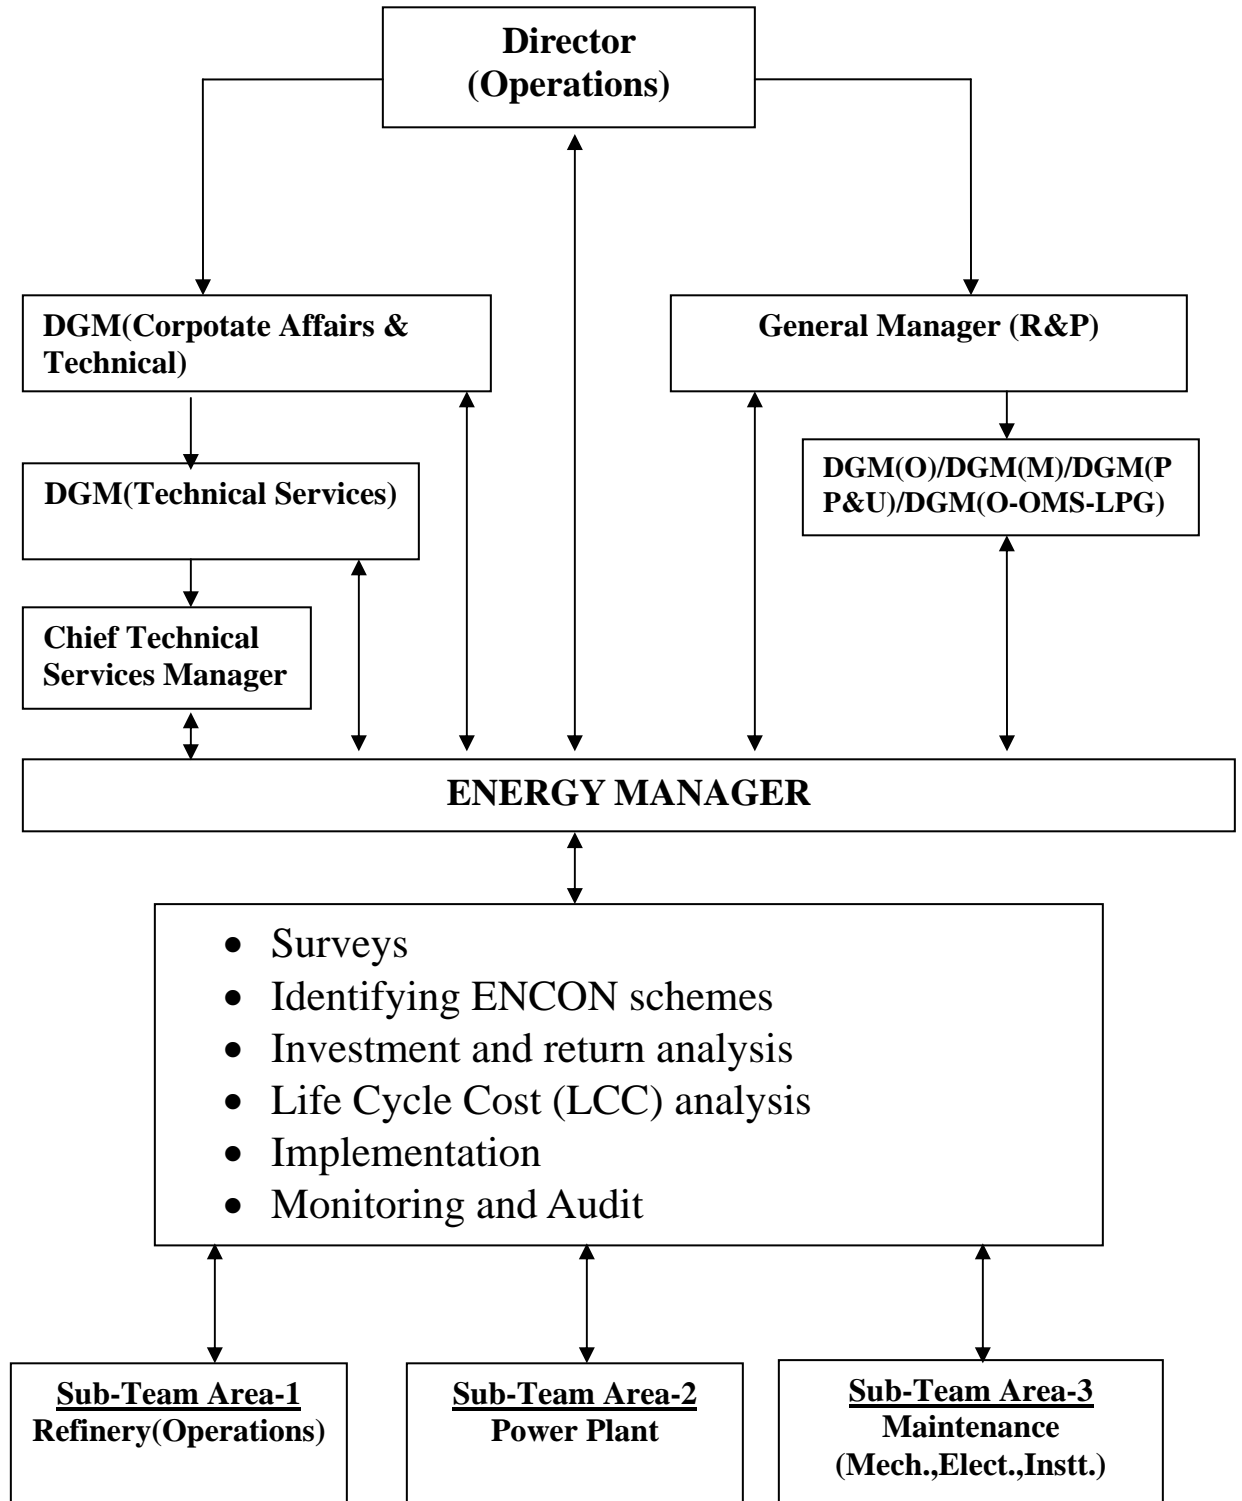 Director
(Operations)
DGM(Corpotate Affairs &
Technical)
General Manager (R&P)
DGM(Technical Services)
DGM(O)/DGM(M)/DGM(P
P&U)/DGM(O-OMS-LPG)
Chief Technical
Services Manager
ENERGY MANAGER
• Surveys
• Identifying ENCON schemes
• Investment and return analysis
• Life Cycle Cost (LCC) analysis
• Implementation
• Monitoring and Audit
Sub-Team Area-1
Refinery(Operations)
Sub-Team Area-2
Power Plant
Sub-Team Area-3
Maintenance
(Mech.,Elect.,Instt.)